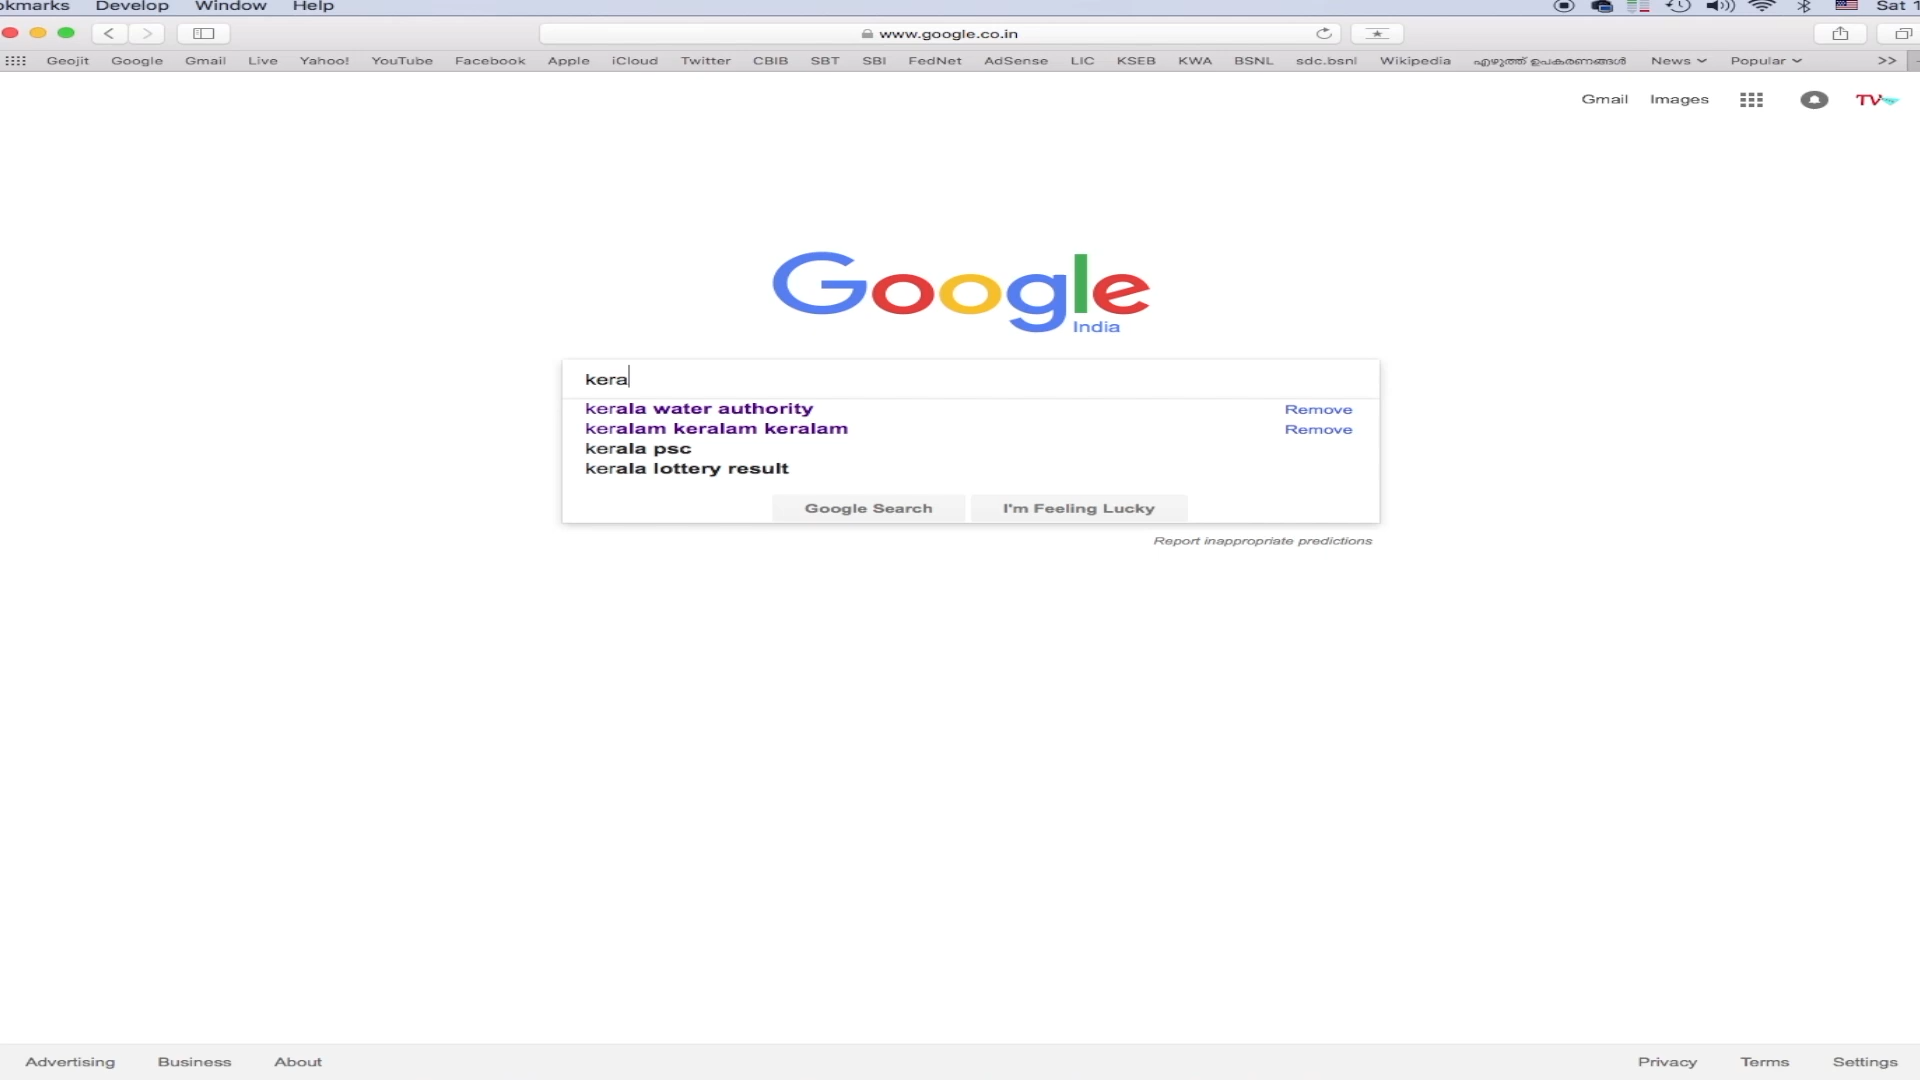 okmarks Develop Window Help Sat 1
www.google.co.in
Geojit Google Gmail Live Yahoo! YouTube Facebook Apple iCloud Twitter CBIB SBT SBI FedNet AdSense LIC KSEB KWA BSNL sdc.bsnl Wikipedia എഴുത്ത് ഉപകരണങ്ങൾ News Popular >>
Gmail Images TV
Google
India
kera
kerala water authority Remove
keralam keralam keralam Remove
kerala psc
kerala lottery result
Google Search I'm Feeling Lucky
Report inappropriate predictions
Advertising Business About Privacy Terms Settings